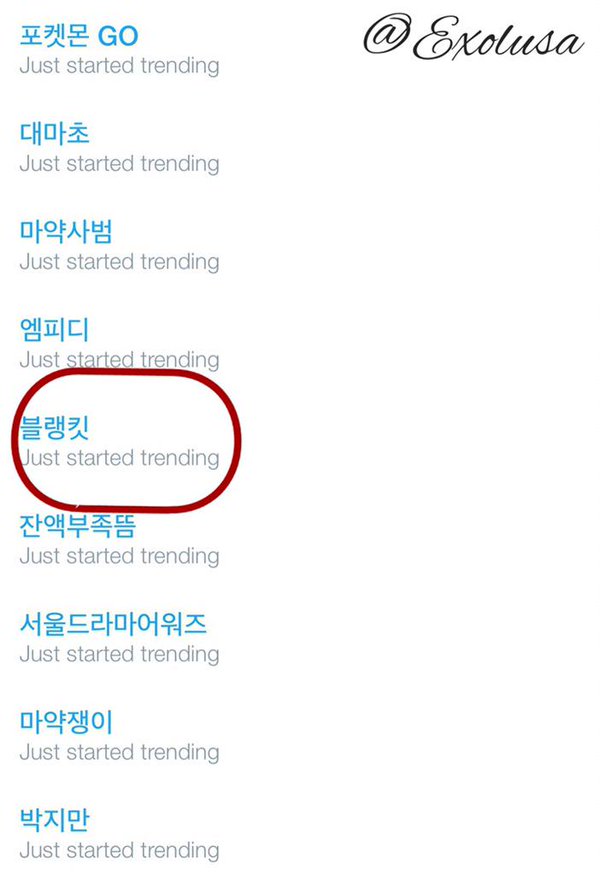 포켓몬 GO
@Exolusa
Just started trending
대마초
Just started trending
마약사범
Just started trending
엠피디
Just started trending
블랭킷
Just started trending
잔액부족뜸
Just started trending
서울드라마어워즈
Just started trending
마약쟁이
Just started trending
박지만
Just started trending